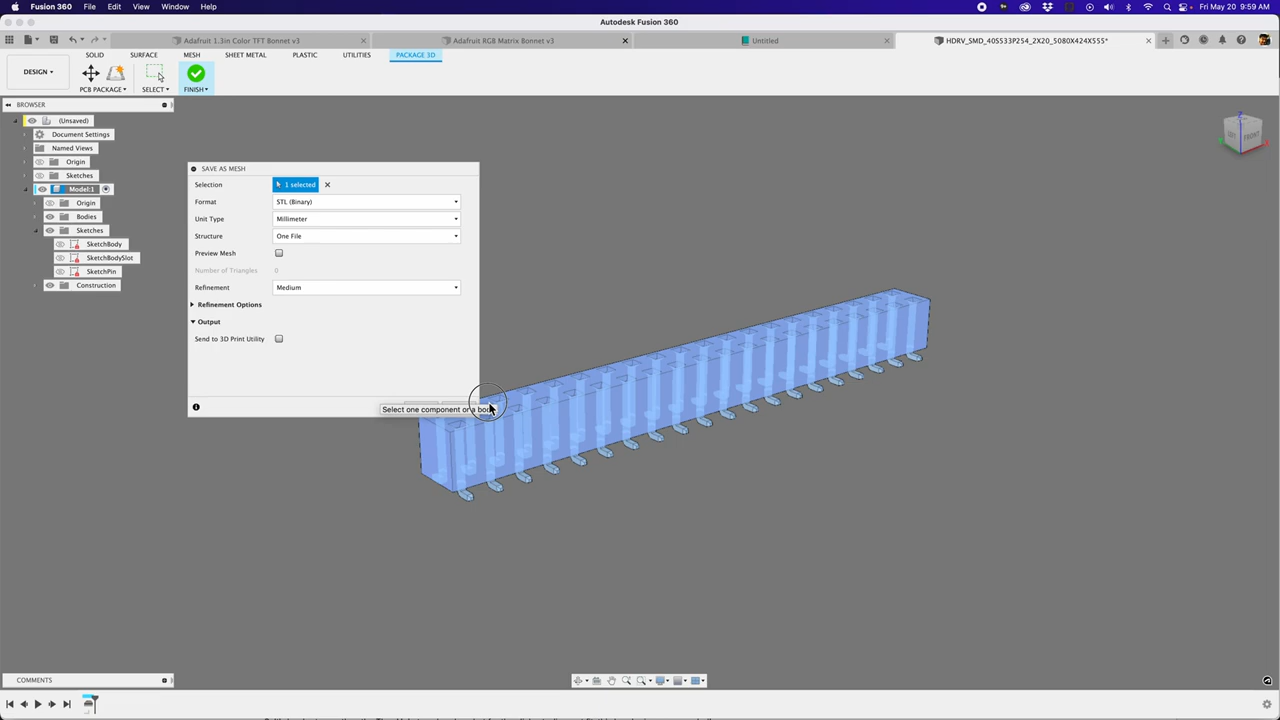 Fusion 360 File Edit View Window Help Fri May 20 9:59 AM
Autodesk Fusion 360
Adafruit 1.3in Color TFT Bonnet v3 Adafruit RGB Matrix Bonnet v3 Untitled HDRV_SMD_40SS33P254_2X20_5080X424X555*
SOLID SURFACE MESH SHEET METAL PLASTIC UTILITIES PACKAGE 3D
DESIGN
PCB PACKAGE SELECT FINISH
BROWSER
(Unsaved)
Document Settings
Named Views
Origin
Sketches
Model:1
Origin
Bodies
Sketches
SketchBody
SketchBodySlot
SketchPin
Construction
SAVE AS MESH
Selection 1 selected
Format STL (Binary)
Unit Type Millimeter
Structure One File
Preview Mesh
Number of Triangles 0
Refinement Medium
Refinement Options
Output
Send to 3D Print Utility
Select one component or a
FRONT
COMMENTS